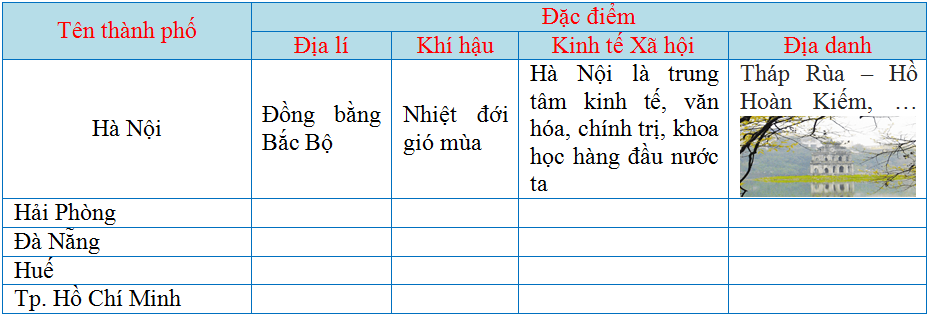 Tên thành phố
Đặc điểm
Địa lí
Khí hậu
Kinh tế Xã hội
Địa danh
Hà Nội
Đồng bằng
Bắc Bộ
Nhiệt đới
gió mùa
Hà Nội là trung
tâm kinh tế, văn
hóa, chính trị, khoa
học hàng đầu nước
ta
Tháp Rùa – Hồ
Hoàn Kiếm, …
Hải Phòng
Đà Nẵng
Huế
Tp. Hồ Chí Minh